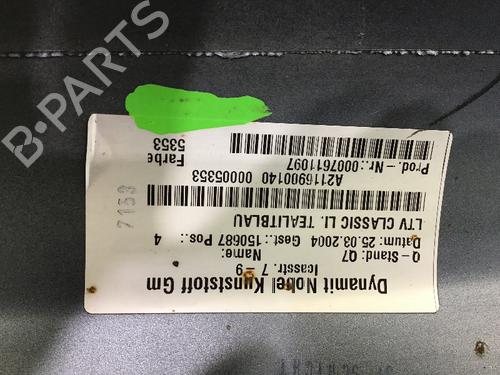 Dynamit Nobel Kunststoff Gm
Icasstr. 7 - 9
Name:
Q-Stand: Q7
Datum: 25.03.2004 Gest.: 150687 Pos.: 4
LTV CLASSIC LI. TEALITBLAU
A2116900140 00005353
Prod.-Nr.: 0007611097
Farbe
5353
7153
B-PARTS